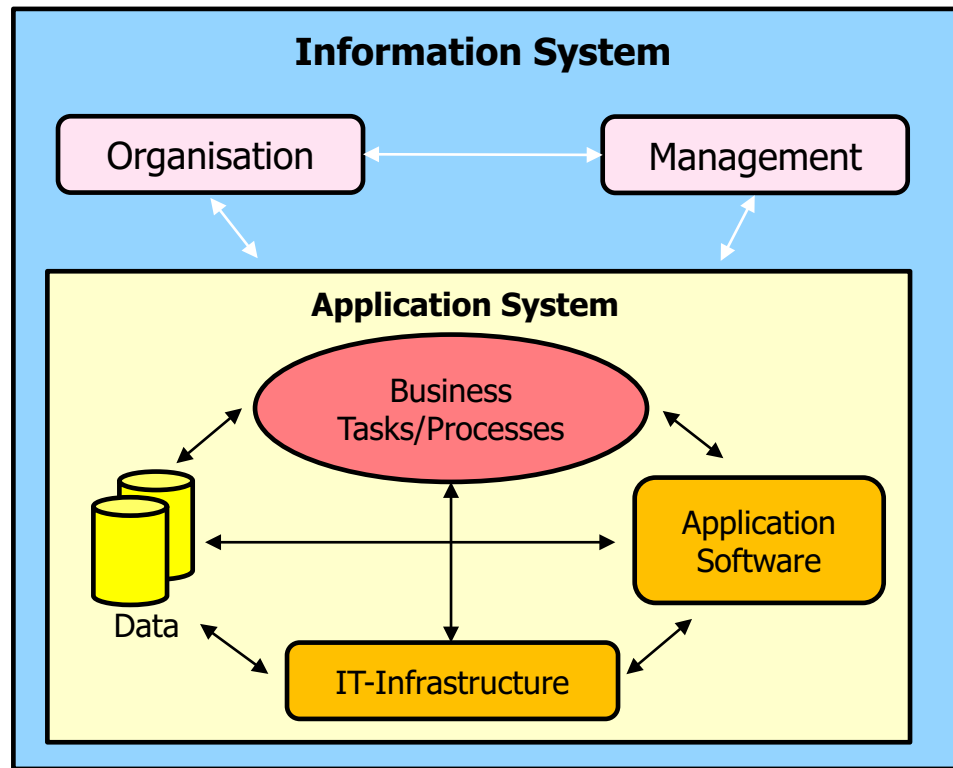 Information System
Organisation
Management
Application System
Business
Tasks/Processes
Application
Software
Data
IT-Infrastructure